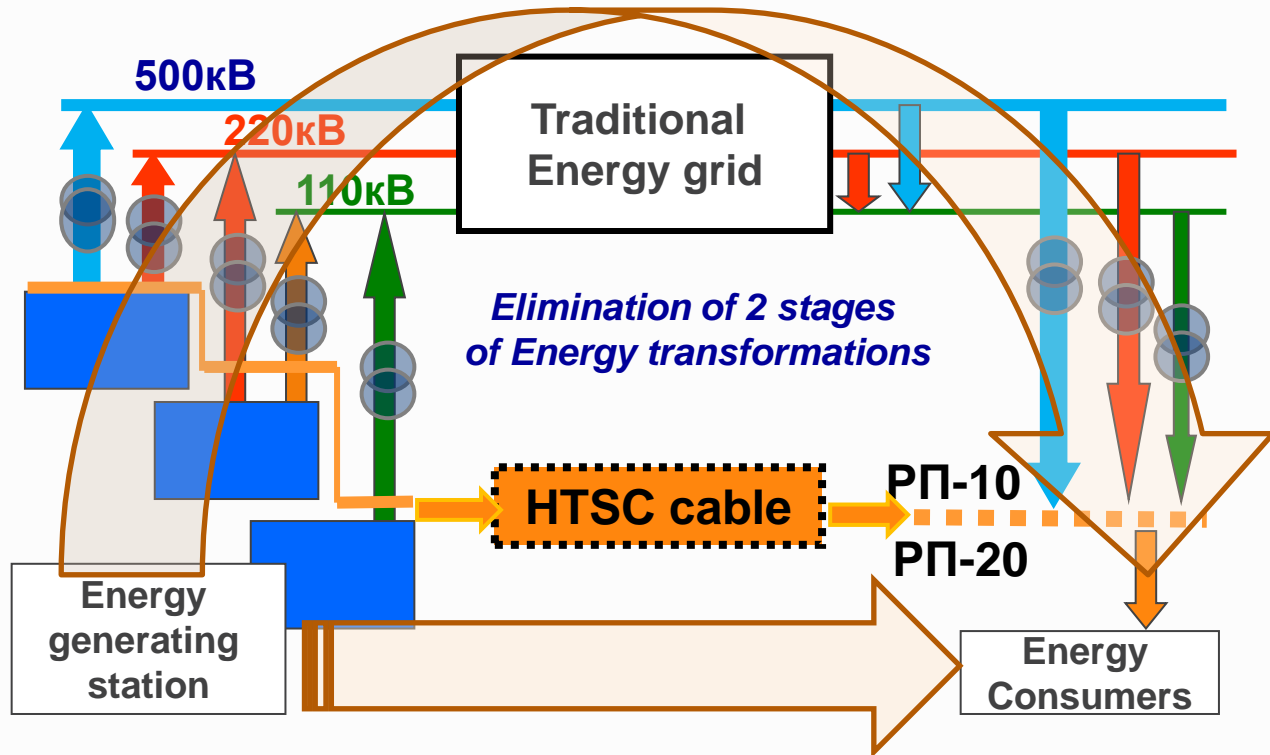 500кВ
220кВ
110кВ
Traditional
Energy grid
Elimination of 2 stages
of Energy transformations
HTSC cable
РП-10
РП-20
Energy
generating
station
Energy
Consumers